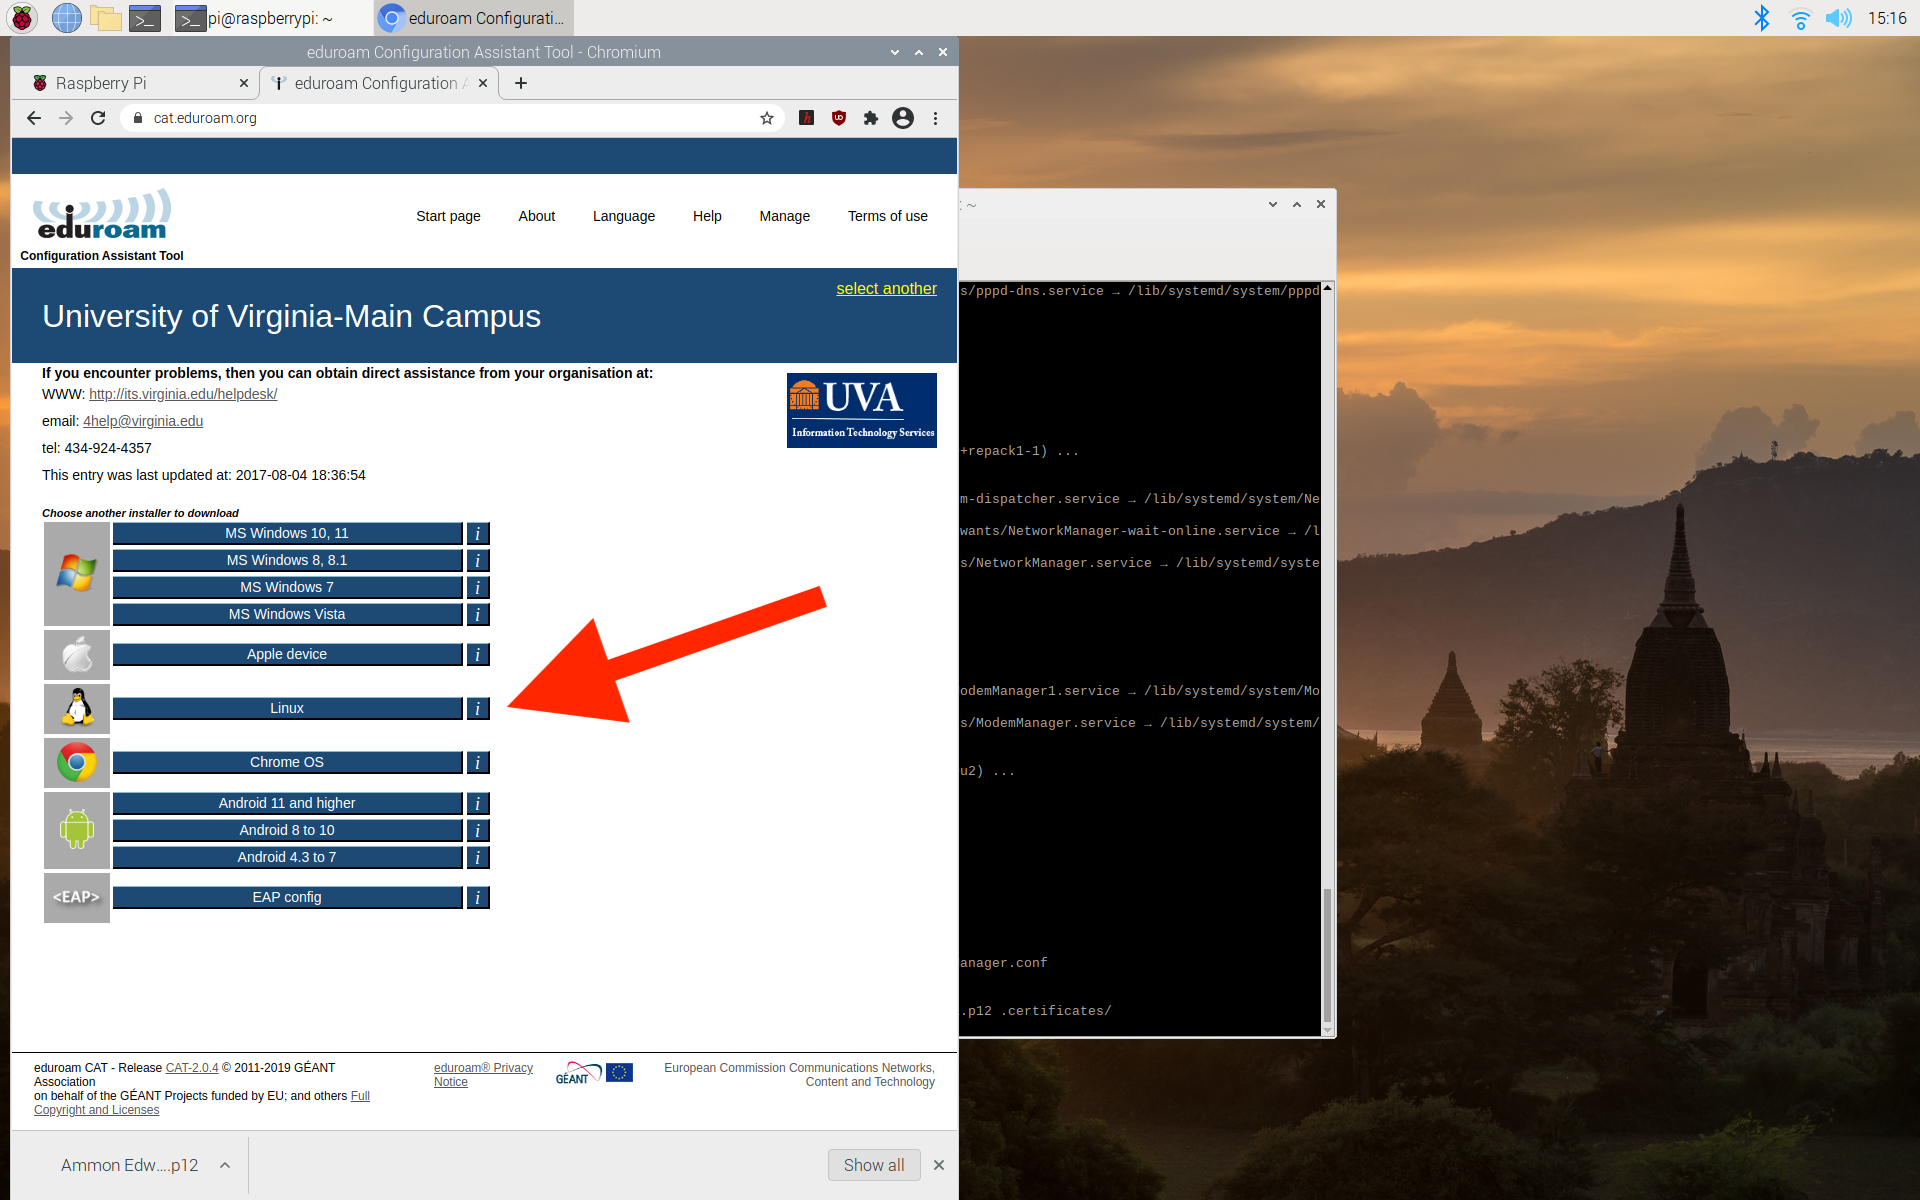 pi@raspberrypi: ~
eduroam Configurati...
15:16
eduroam Configuration Assistant Tool - Chromium
Raspberry Pi
eduroam Configuration A
cat.eduroam.org
eduroam
Configuration Assistant Tool
Start page
About
Language
Help
Manage
Terms of use
select another
University of Virginia-Main Campus
If you encounter problems, then you can obtain direct assistance from your organisation at:
WWW: http://its.virginia.edu/helpdesk/
email: 4help@virginia.edu
tel: 434-924-4357
This entry was last updated at: 2017-08-04 18:36:54
UVA
Information Technology Services
Choose another installer to download
MS Windows 10, 11 i
MS Windows 8, 8.1 i
MS Windows 7 i
MS Windows Vista i
Apple device i
Linux i
Chrome OS i
Android 11 and higher i
Android 8 to 10 i
Android 4.3 to 7 i
<EAP> EAP config i
eduroam CAT - Release CAT-2.0.4 © 2011-2019 GÉANT
Association
on behalf of the GÉANT Projects funded by EU; and others Full
Copyright and Licenses
eduroam® Privacy
Notice
GÉANT
European Commission Communications Networks,
Content and Technology
Ammon Edw....p12
Show all
: ~
s/pppd-dns.service → /lib/systemd/system/pppd
+repack1-1) ...
m-dispatcher.service → /lib/systemd/system/Ne
wants/NetworkManager-wait-online.service → /l
s/NetworkManager.service → /lib/systemd/syste
odemManager1.service → /lib/systemd/system/Mo
s/ModemManager.service → /lib/systemd/system/
u2) ...
anager.conf
.p12 .certificates/